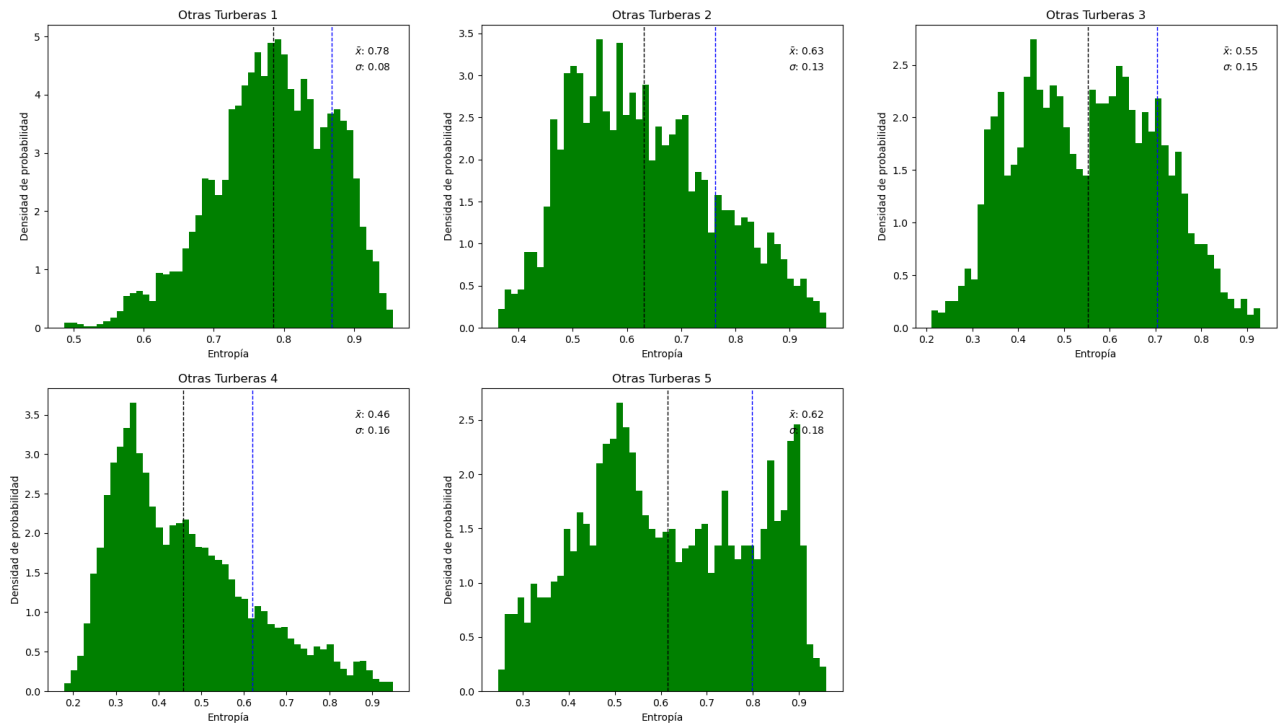 Otras Turberas 1
x̄: 0.78
σ: 0.08
Densidad de probabilidad
5
4
3
2
1
0
0.5 0.6 0.7 0.8 0.9
Entropía
Otras Turberas 2
x̄: 0.63
σ: 0.13
Densidad de probabilidad
3.5
3.0
2.5
2.0
1.5
1.0
0.5
0.0
0.4 0.5 0.6 0.7 0.8 0.9
Entropía
Otras Turberas 3
x̄: 0.55
σ: 0.15
Densidad de probabilidad
2.5
2.0
1.5
1.0
0.5
0.0
0.2 0.3 0.4 0.5 0.6 0.7 0.8 0.9
Entropía
Otras Turberas 4
x̄: 0.46
σ: 0.16
Densidad de probabilidad
3.5
3.0
2.5
2.0
1.5
1.0
0.5
0.0
0.2 0.3 0.4 0.5 0.6 0.7 0.8 0.9
Entropía
Otras Turberas 5
x̄: 0.62
σ: 0.18
Densidad de probabilidad
2.5
2.0
1.5
1.0
0.5
0.0
0.3 0.4 0.5 0.6 0.7 0.8 0.9
Entropía